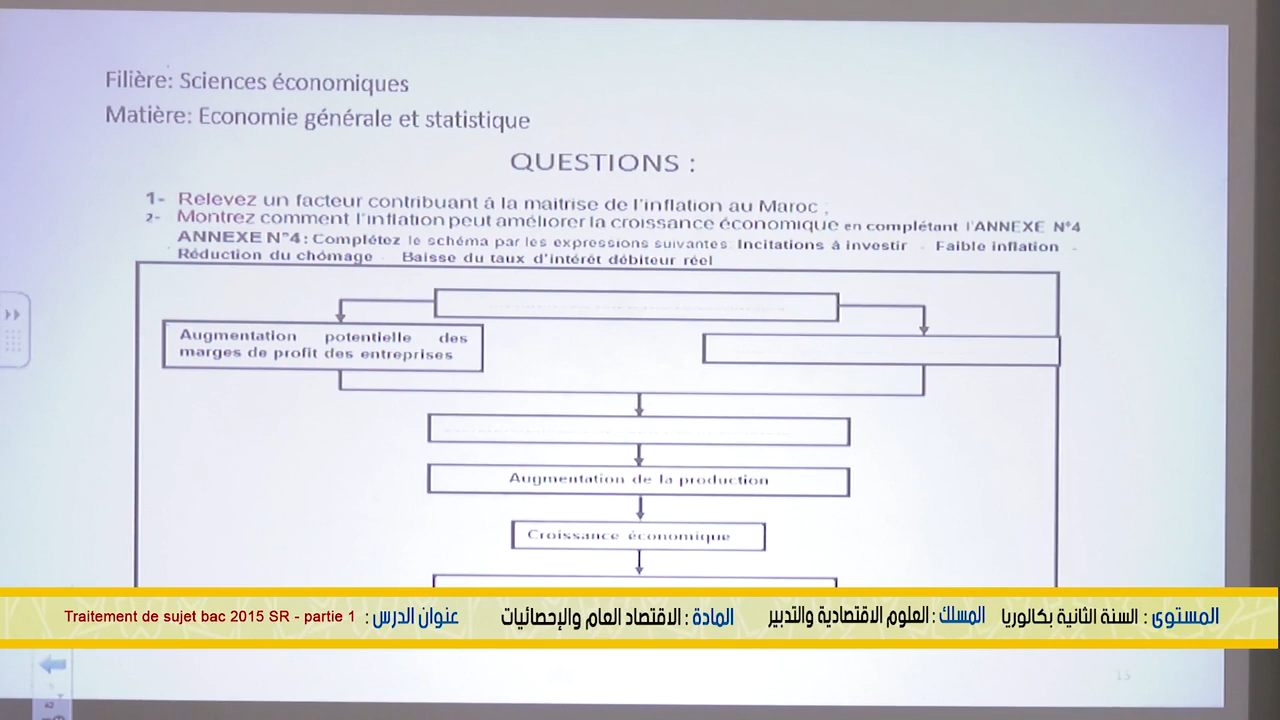 Filière: Sciences économiques
Matière: Economie générale et statistique
QUESTIONS :
1- Relevez un facteur contribuant à la maitrise de l'inflation au Maroc ;
2- Montrez comment l'inflation peut améliorer la croissance économique en complétant l'ANNEXE N°4
ANNEXE N°4 : Complétez le schéma par les expressions suivantes Incitations à investir - Faible inflation -
Réduction du chômage - Baisse du taux d'intérêt débiteur réel
Augmentation potentielle des
marges de profit des entreprises
Augmentation de la production
Croissance économique
المستوى : السنة الثانية بكالوريا المسلك : العلوم الاقتصادية والتدبير المادة : الاقتصاد العام والإحصائيات عنوان الدرس : Traitement de sujet bac 2015 SR - partie 1
15
62